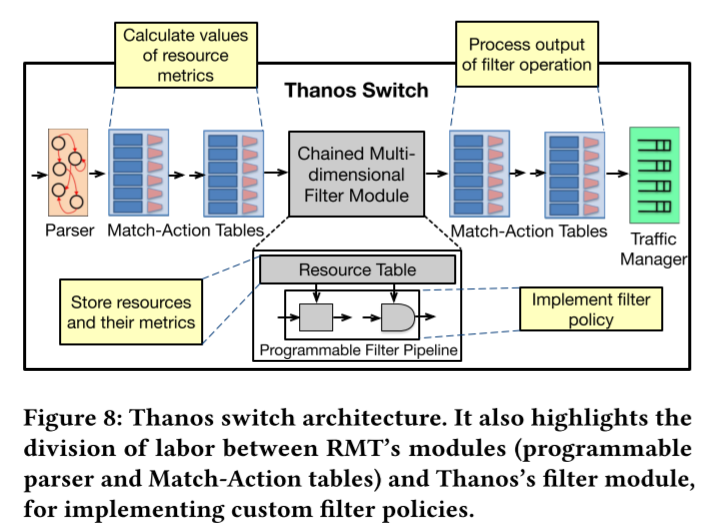 Calculate values
of resource
metrics
Process output
of filter operation
Thanos Switch
Chained Multi-
dimensional
Filter Module
Parser
Match-Action Tables
Match-Action Tables
Traffic
Manager
Resource Table
Store resources
and their metrics
Implement filter
policy
Programmable Filter Pipeline
Figure 8: Thanos switch architecture. It also highlights the
division of labor between RMT's modules (programmable
parser and Match-Action tables) and Thanos's filter module,
for implementing custom filter policies.